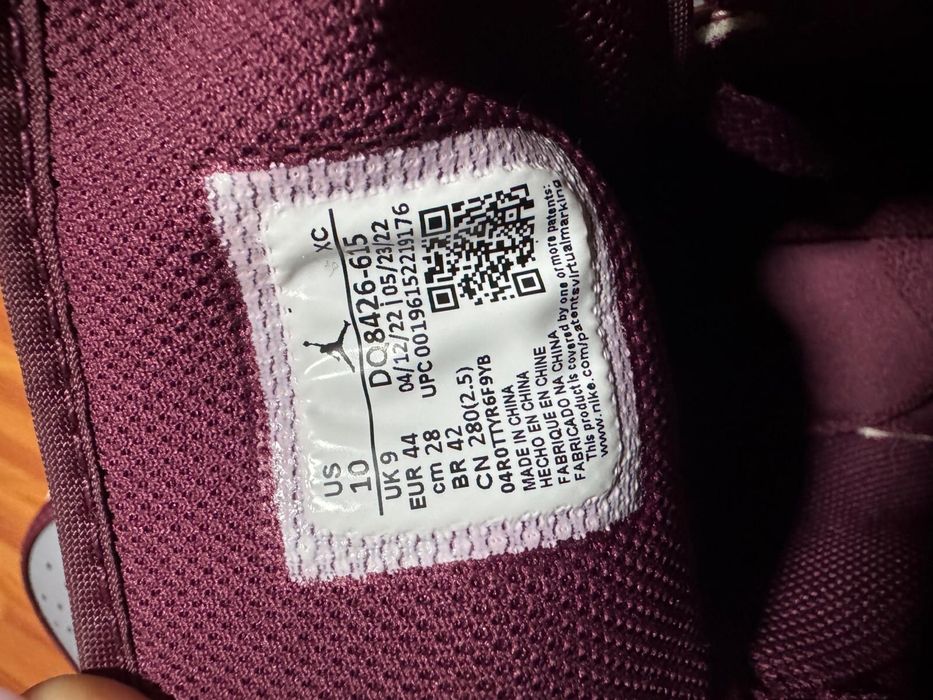 US
10
XC
UK 9
DQ8426-615
EUR 44
04/12/22 | 05/23/22
cm 28
UPC 00196152219176
BR 42
CN 280(2.5)
04R0TTYR6F9YB
MADE IN CHINA
HECHO EN CHINA
FABRIQUE EN CHINE
FABRICADO NA CHINA
This product is covered by one or more patents:
www.nike.com/patentsvirtualmarking